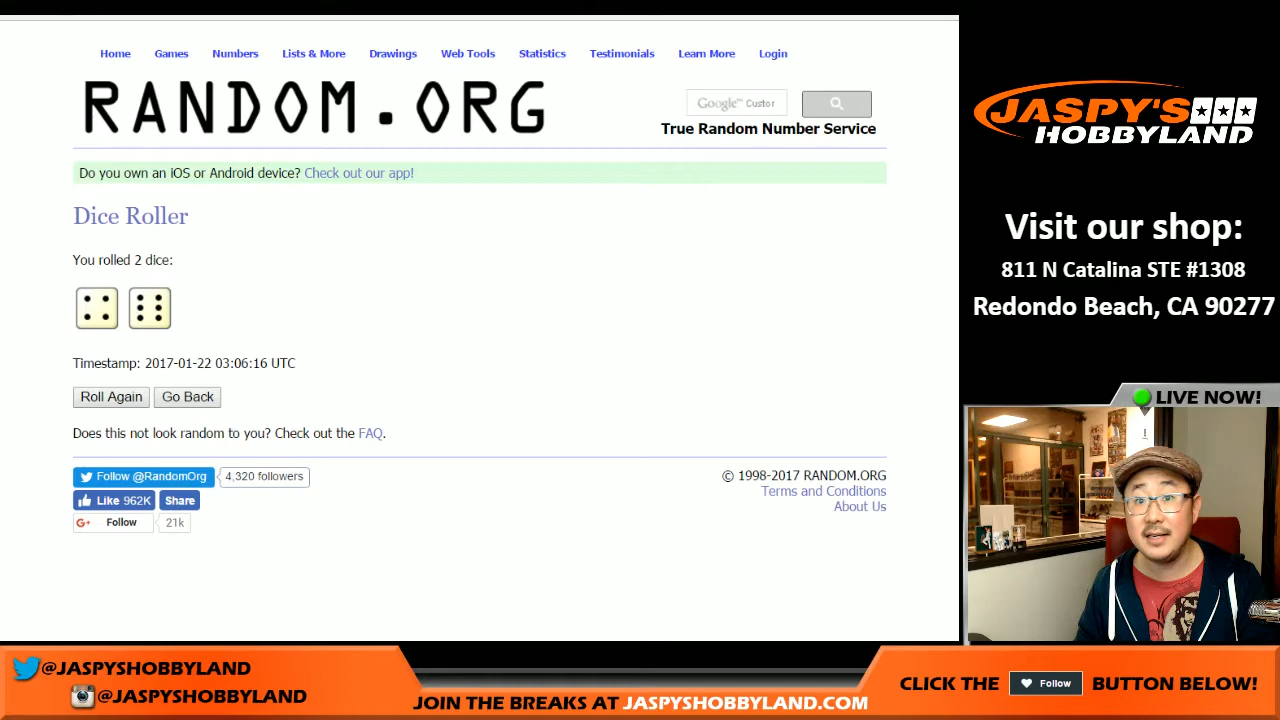 Home Games Numbers Lists & More Drawings Web Tools Statistics Testimonials Learn More Login
RANDOM.ORG
Google™ Custor
True Random Number Service
Do you own an iOS or Android device? Check out our app!
Dice Roller
You rolled 2 dice:
Timestamp: 2017-01-22 03:06:16 UTC
Roll Again Go Back
Does this not look random to you? Check out the FAQ.
Follow @RandomOrg 4,320 followers
Like 962K Share
G+ Follow 21k
© 1998-2017 RANDOM.ORG
Terms and Conditions
About Us
JASPY'S
HOBBYLAND
Visit our shop:
811 N Catalina STE #1308
Redondo Beach, CA 90277
LIVE NOW!
@JASPYSHOBBYLAND
@JASPYSHOBBYLAND
JOIN THE BREAKS AT JASPYSHOBBYLAND.COM
CLICK THE Follow BUTTON BELOW!